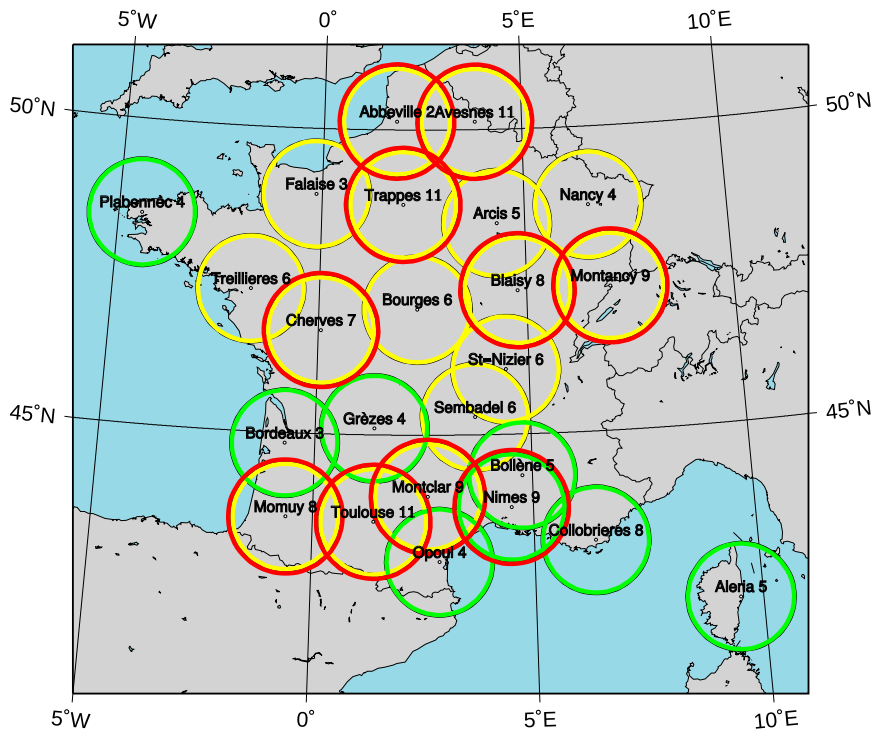 5°W 0° 5°E 10°E
50°N 50°N
Abbeville 2 Avesnes 11
Falaise 3
Trappes 11
Nancy 4
Plabennèc 4
Arcis 5
Treillieres 6
Blaisy 8
Montancy 9
Bourges 6
Cherves 7
St-Nizier 6
45°N 45°N
Sembadel 6
Grèzes 4
Bordeaux 3
Bollène 5
Montclar 9
Nimes 9
Momuy 8
Toulouse 11
Collobrieres 8
Opoul 4
Aleria 5
5°W 0° 5°E 10°E